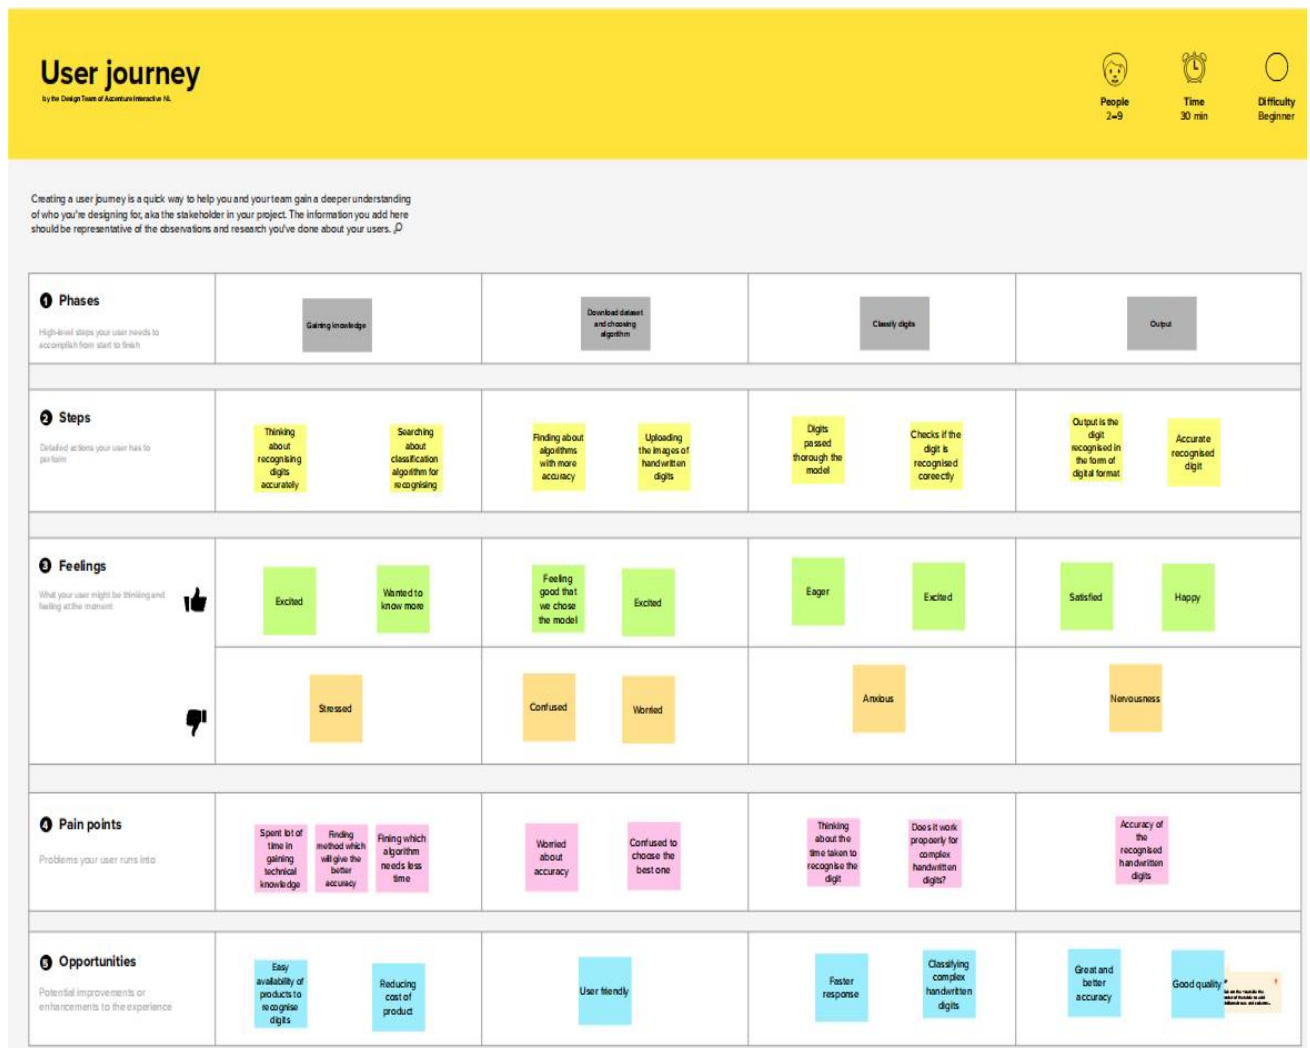 User journey
by the Design Team of Accenture Interactive NL
People
2-9
Time
30 min
Difficulty
Beginner
Creating a user journey is a quick way to help you and your team gain a deeper understanding
of who you're designing for, aka the stakeholder in your project. The information you add here
should be representative of the observations and research you've done about your users.
1 Phases
High-level steps your user needs to
accomplish from start to finish
Gaining knowledge
Download dataset
and choosing
algorithm
Classify digits
Output
2 Steps
Detailed actions your user has to
perform
Thinking
about
recognising
digits
accurately
Searching
about
classification
algorithm for
recognising
Finding about
algorithms
with more
accuracy
Uploading
the images of
handwritten
digits
Digits
passed
thorough the
model
Checks if the
digit is
recognised
coreectly
Output is the
digit
recognised in
the form of
digital format
Accurate
recognised
digit
3 Feelings
What your user might be thinking and
feeling at the moment
Excited
Wanted to
know more
Feeling
good that
we chose
the model
Excited
Eager
Excited
Satisfied
Happy
Stressed
Confused
Worried
Anxious
Nervousness
4 Pain points
Problems your user runs into
Spent lot of
time in
gaining
technical
knowledge
Finding
method which
will give the
better
accuracy
Fining which
algorithm
needs less
time
Worried
about
accuracy
Confused to
choose the
best one
Thinking
about the
time taken to
recognise the
digit
Does it work
propoerly for
complex
handwritten
digits?
Accuracy of
the
recognised
handwritten
digits
5 Opportunities
Potential improvements or
enhancements to the experience
Easy
availability of
products to
recognise
digits
Reducing
cost of
product
User friendly
Faster
response
Classifying
complex
handwritten
digits
Great and
better
accuracy
Good quality